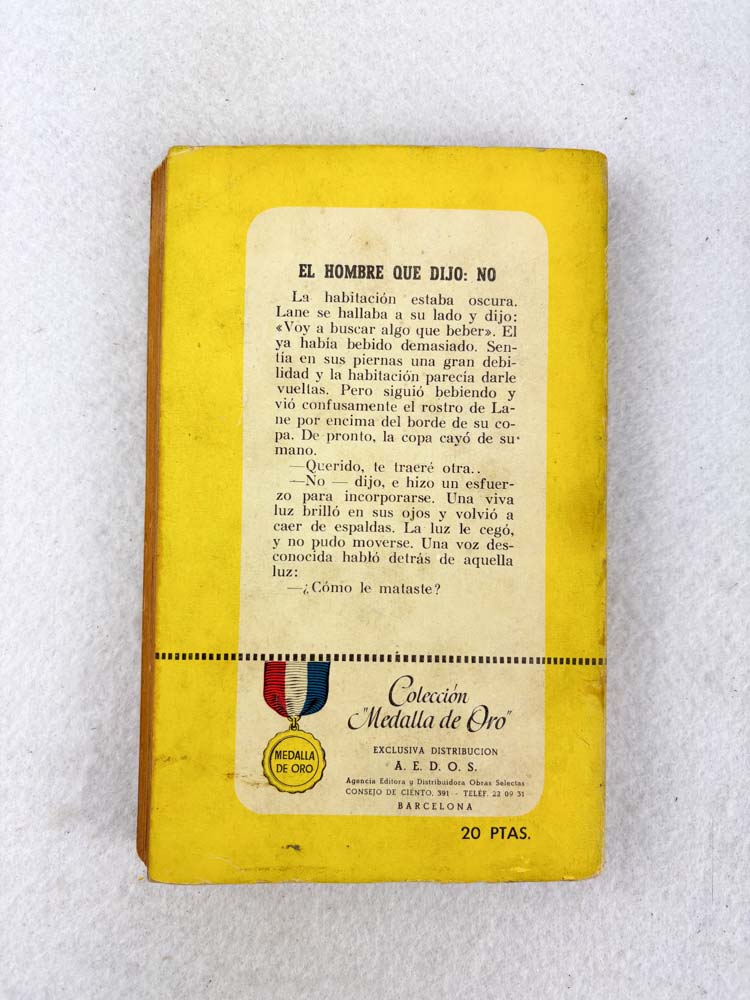 EL HOMBRE QUE DIJO: NO
La habitación estaba oscura.
Lane se hallaba a su lado y dijo:
«Voy a buscar algo que beber». El
ya había bebido demasiado. Sen-
tía en sus piernas una gran debi-
lidad y la habitación parecía darle
vueltas. Pero siguió bebiendo y
vió confusamente el rostro de La-
ne por encima del borde de su co-
pa. De pronto, la copa cayó de su
mano.
—Querido, te traeré otra..
—No — dijo, e hizo un esfuer-
zo para incorporarse. Una viva
luz brilló en sus ojos y volvió a
caer de espaldas. La luz le cegó,
y no pudo moverse. Una voz des-
conocida habló detrás de aquella
luz:
—¿Cómo le mataste?
MEDALLA
DE ORO
Colección
"Medalla de Oro"
EXCLUSIVA DISTRIBUCION
A. E. D. O. S.
Agencia Editora y Distribuidora Obras Selectas
CONSEJO DE CIENTO, 391 - TELÉF. 22 09 31
BARCELONA
20 PTAS.